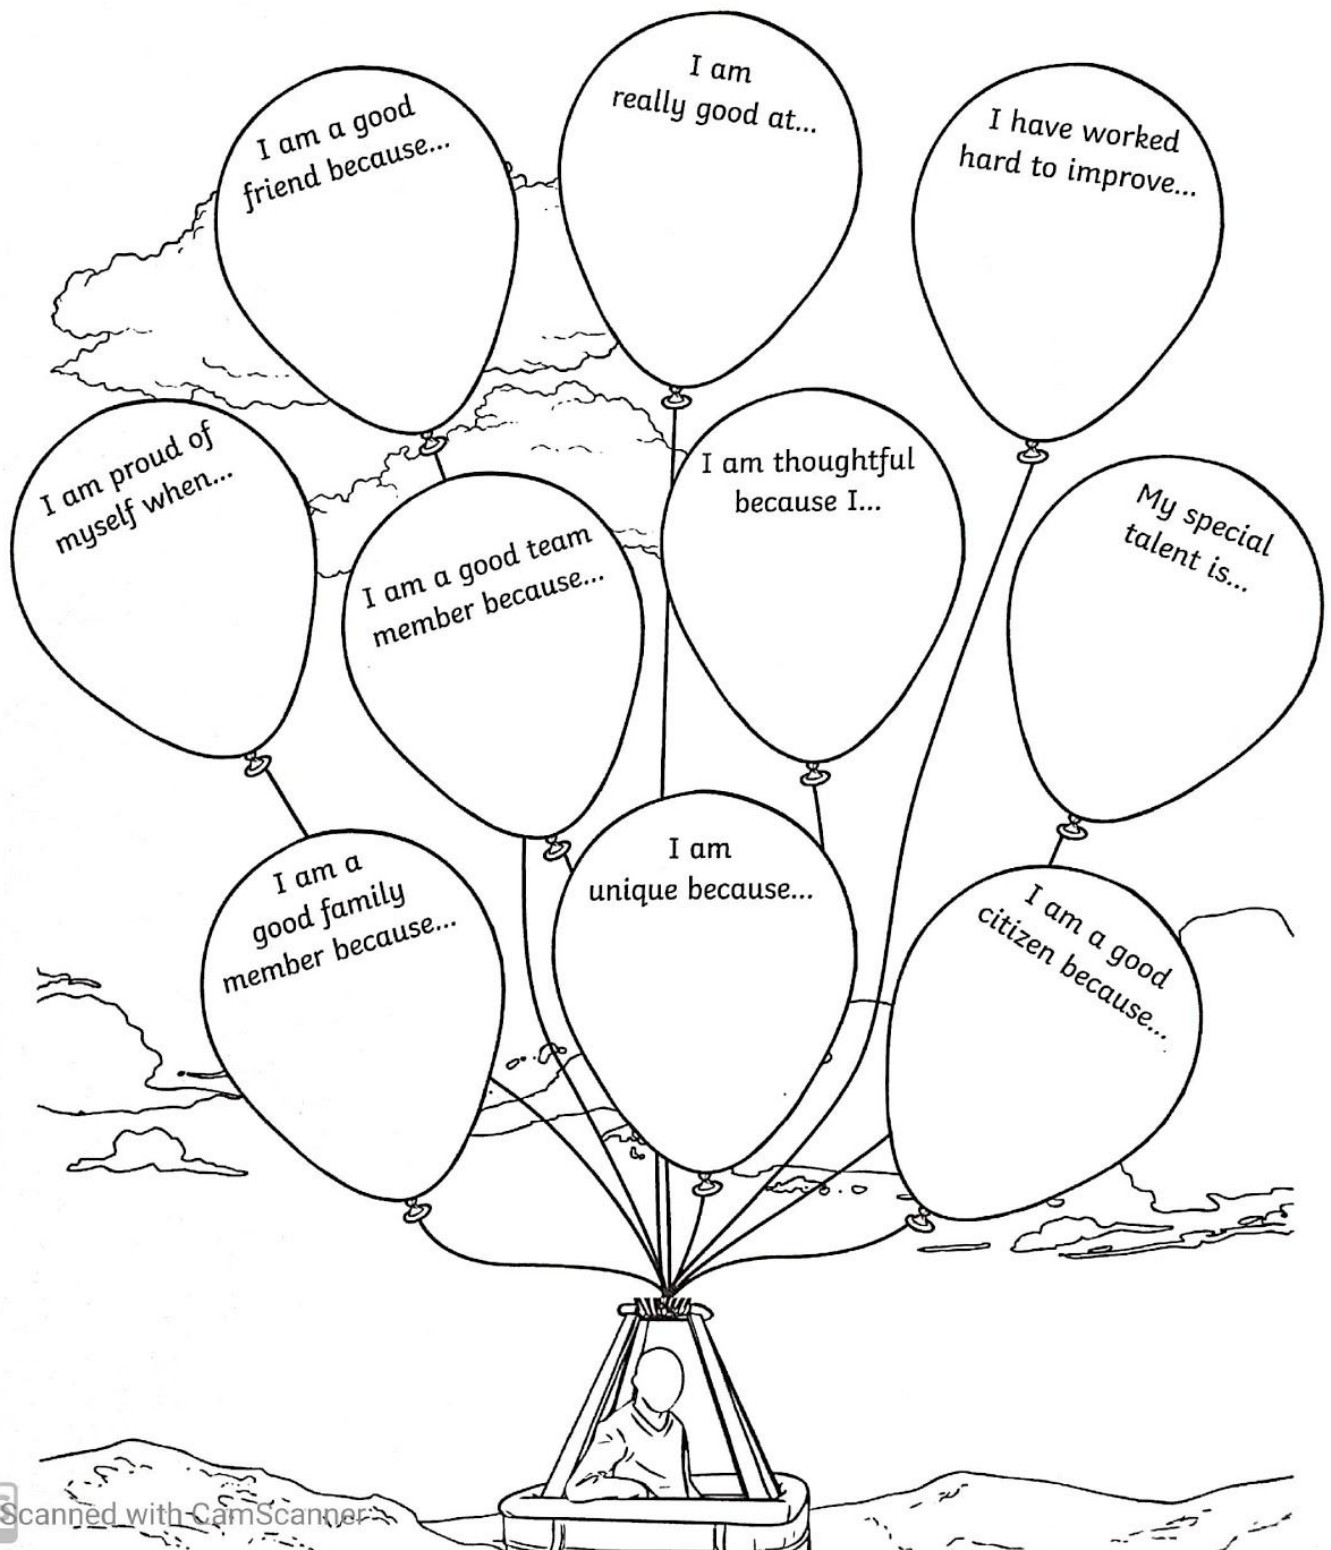 I am
really good at...
I am a good
friend because...
I have worked
hard to improve...
I am proud of
myself when...
I am a good team
member because...
I am thoughtful
because I...
My special
talent is...
I am a
good family
member because...
I am
unique because...
I am a good
citizen because...
Scanned with CamScanner